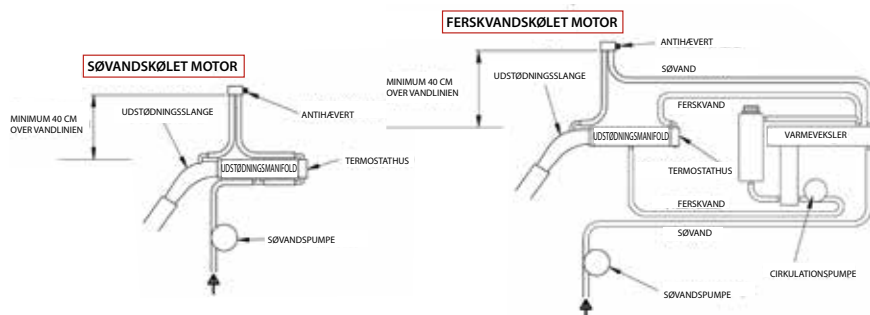 SØVANDSKØLET MOTOR
MINIMUM 40 CM
OVER VANDLINIEN
UDSTØDNINGSSLANGE
ANTIHÆVERT
UDSTØDNINGSMANIFOLD
TERMOSTATHUS
SØVANDSPUMPE
FERSKVANDSKØLET MOTOR
MINIMUM 40 CM
OVER VANDLINIEN
UDSTØDNINGSSLANGE
ANTIHÆVERT
SØVAND
FERSKVAND
UDSTØDNINGSMANIFOLD
VARMEVEKSLER
TERMOSTATHUS
FERSKVAND
SØVAND
CIRKULATIONSPUMPE
SØVANDSPUMPE